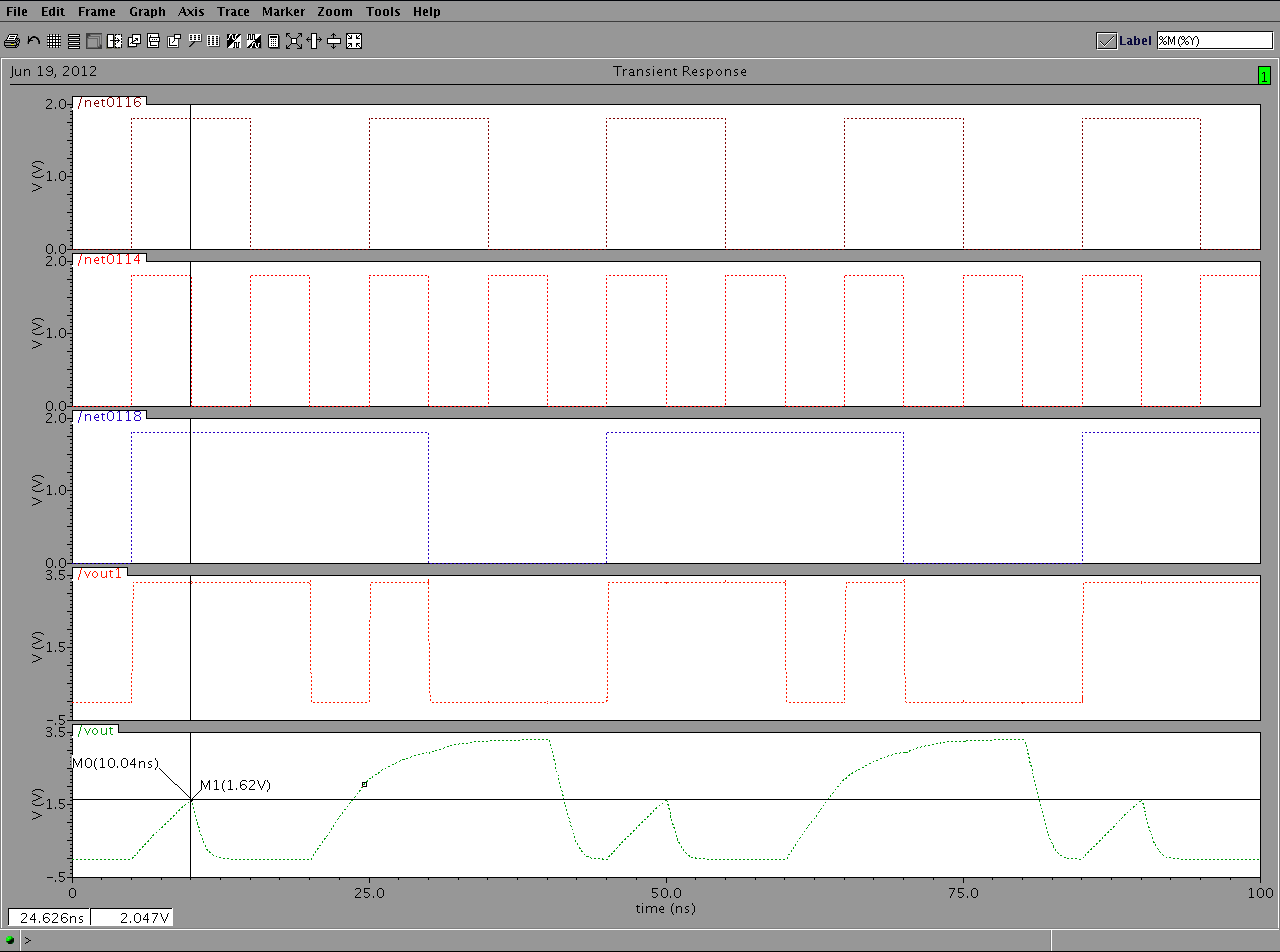 File Edit Frame Graph Axis Trace Marker Zoom Tools Help
Label %M(%Y)
Jun 19, 2012 Transient Response 1
/net0116
2.0
1.0
0.0
V (V)
/net0114
2.0
1.0
0.0
V (V)
/net0118
2.0
1.0
0.0
V (V)
/vout1
3.5
1.5
-.5
V (V)
/vout
3.5
1.5
-.5
V (V)
M0(10.04ns)
M1(1.62V)
0 25.0 50.0 75.0 100
time (ns)
24.626ns 2.047V
>